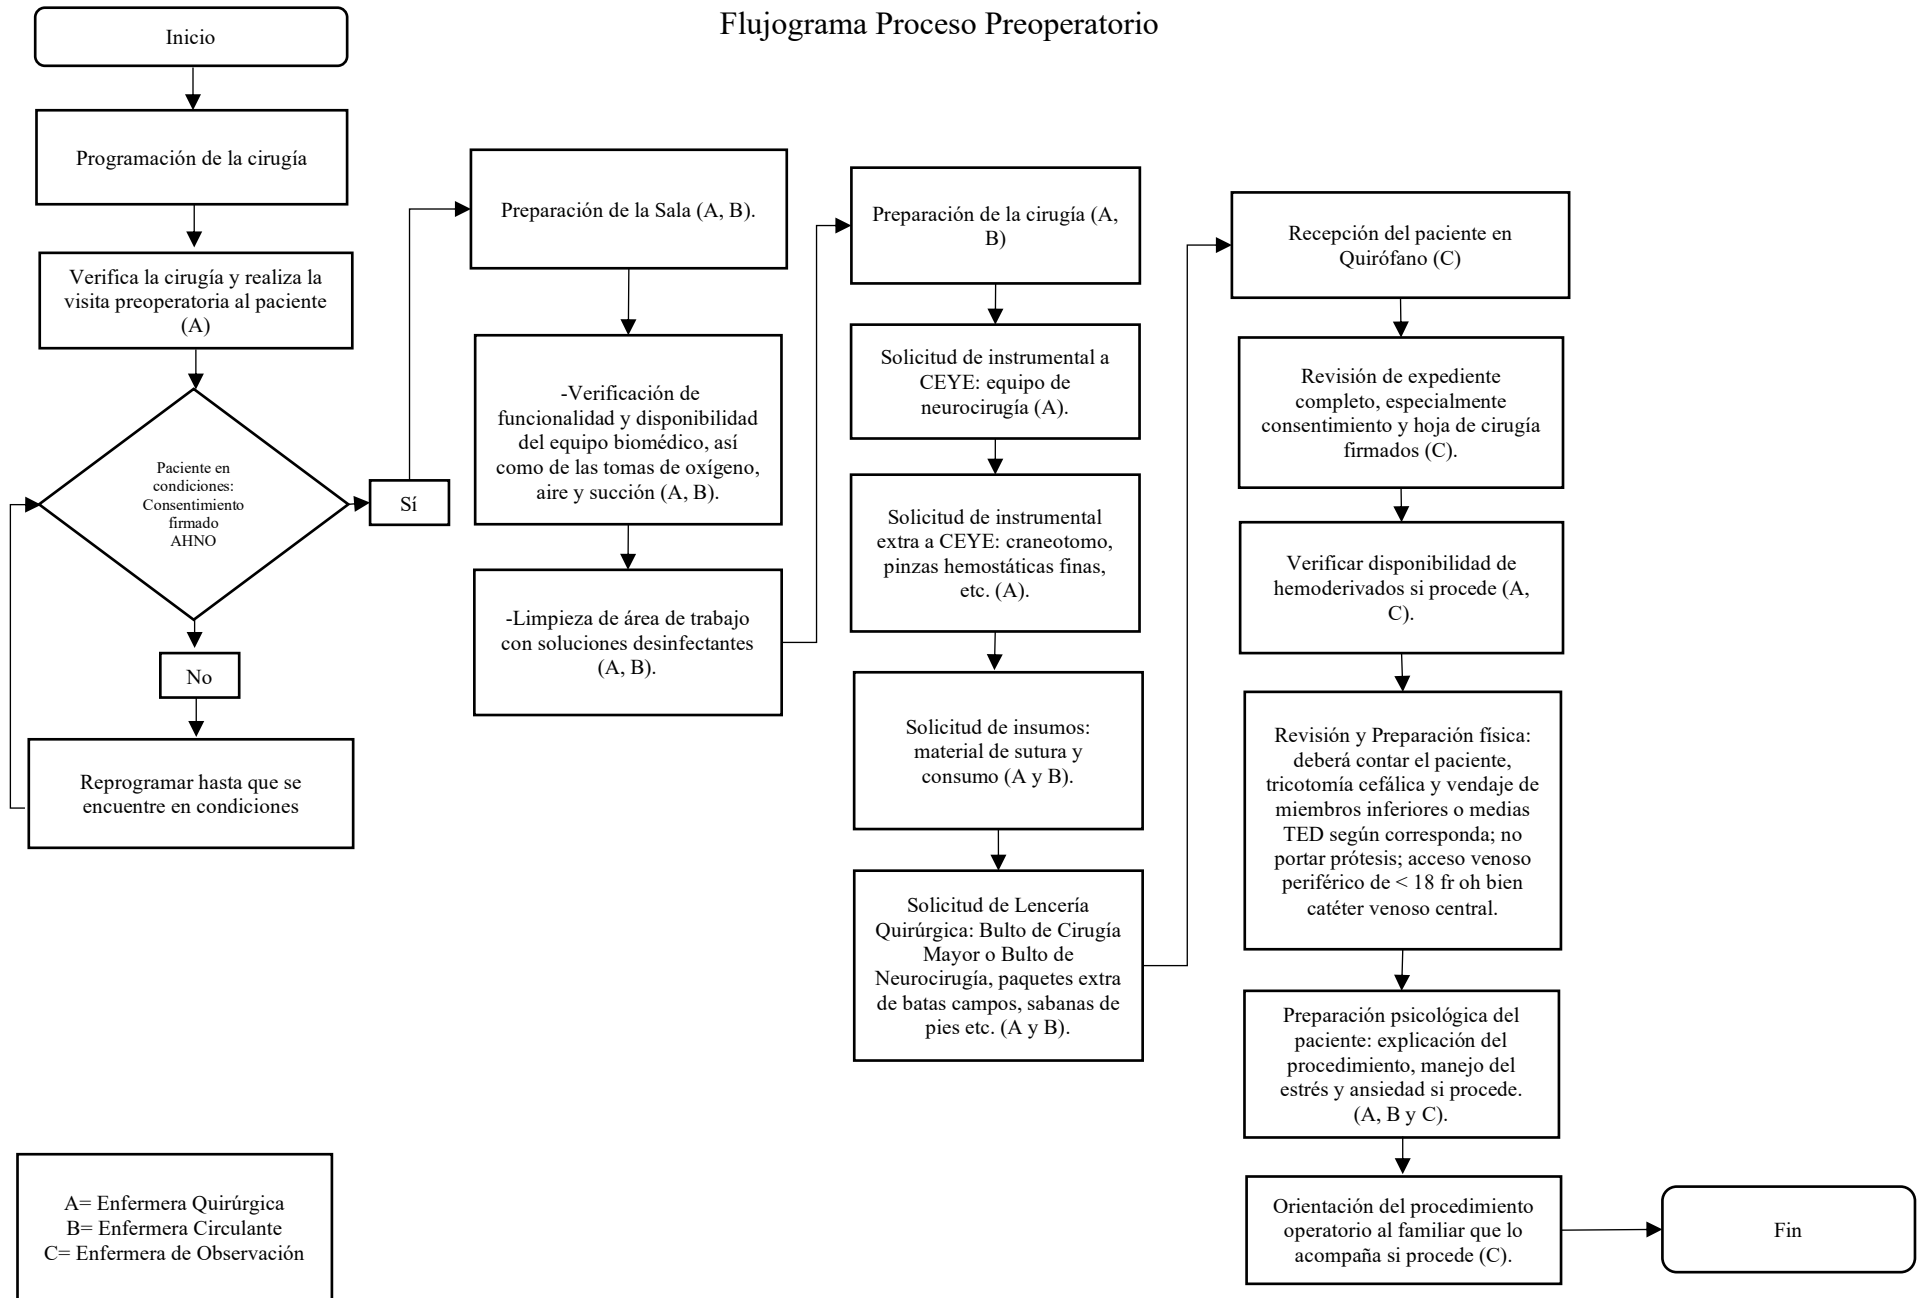 Flujograma Proceso Preoperatorio
Inicio
Programación de la cirugía
Verifica la cirugía y realiza la
visita preoperatoria al paciente
(A)
Paciente en
condiciones:
Consentimiento
firmado
AHNO
Sí
No
Reprogramar hasta que se
encuentre en condiciones
Preparación de la Sala (A, B).
-Verificación de
funcionalidad y disponibilidad
del equipo biomédico, así
como de las tomas de oxígeno,
aire y succión (A, B).
-Limpieza de área de trabajo
con soluciones desinfectantes
(A, B).
Preparación de la cirugía (A,
B)
Solicitud de instrumental a
CEYE: equipo de
neurocirugía (A).
Solicitud de instrumental
extra a CEYE: craneotomo,
pinzas hemostáticas finas,
etc. (A).
Solicitud de insumos:
material de sutura y
consumo (A y B).
Solicitud de Lencería
Quirúrgica: Bulto de Cirugía
Mayor o Bulto de
Neurocirugía, paquetes extra
de batas campos, sabanas de
pies etc. (A y B).
Recepción del paciente en
Quirófano (C)
Revisión de expediente
completo, especialmente
consentimiento y hoja de cirugía
firmados (C).
Verificar disponibilidad de
hemoderivados si procede (A,
C).
Revisión y Preparación física:
deberá contar el paciente,
tricotomía cefálica y vendaje de
miembros inferiores o medias
TED según corresponda; no
portar prótesis; acceso venoso
periférico de < 18 fr oh bien
catéter venoso central.
Preparación psicológica del
paciente: explicación del
procedimiento, manejo del
estrés y ansiedad si procede.
(A, B y C).
Orientación del procedimiento
operatorio al familiar que lo
acompaña si procede (C).
Fin
A= Enfermera Quirúrgica
B= Enfermera Circulante
C= Enfermera de Observación